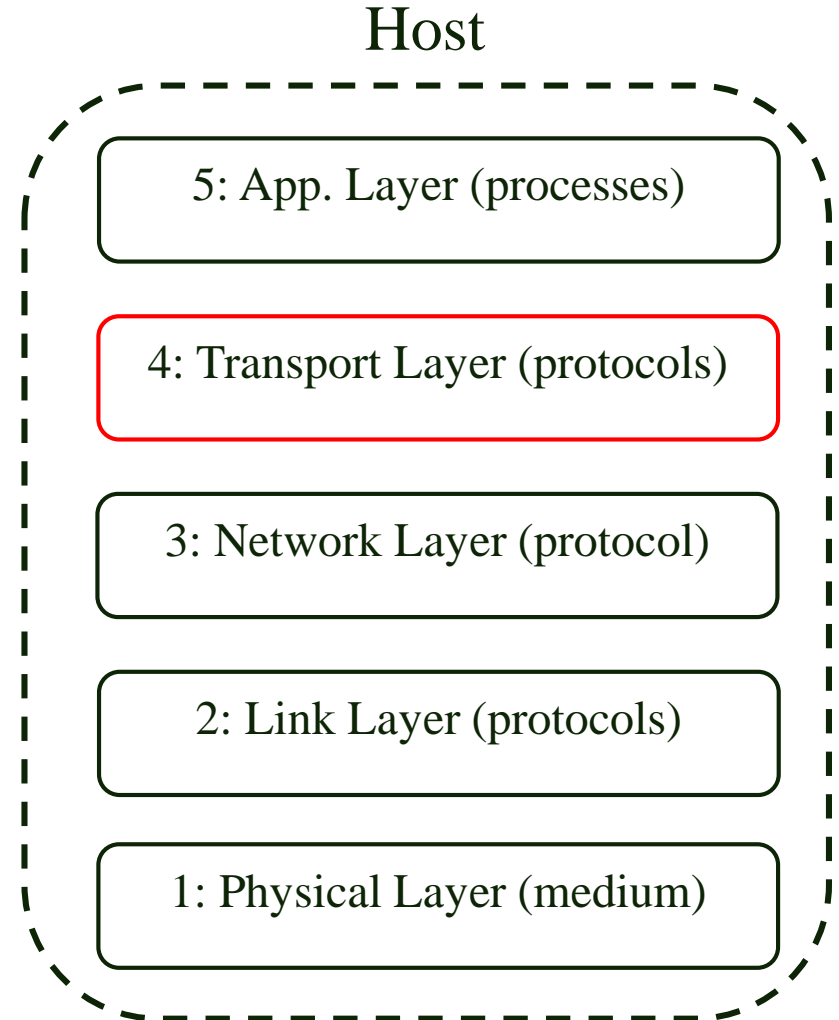 Host
5: App. Layer (processes)
4: Transport Layer (protocols)
3: Network Layer (protocol)
2: Link Layer (protocols)
1: Physical Layer (medium)